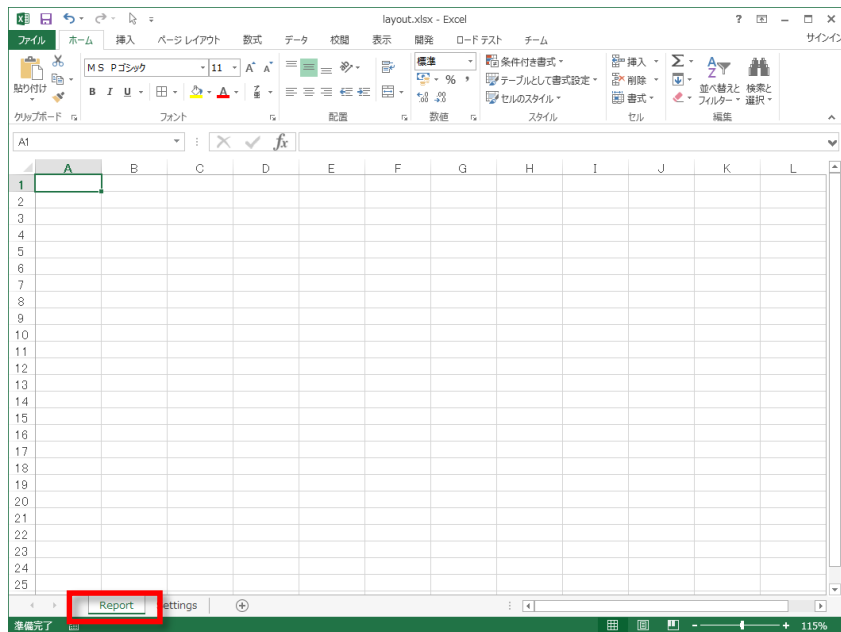 layout.xlsx - Excel
ファイル ホーム 挿入 ページ レイアウト 数式 データ 校閲 表示 開発 ロード テスト チーム サインイン
貼り付け MS Pゴシック 11 A A 標準 条件付き書式 挿入 Σ
B I U A % , テーブルとして書式設定 削除 並べ替えと 検索と
セルのスタイル 書式 フィルター 選択
クリップボード フォント 配置 数値 スタイル セル 編集
A1 fx
A B C D E F G H I J K L
1
2
3
4
5
6
7
8
9
10
11
12
13
14
15
16
17
18
19
20
21
22
23
24
25
Report ettings
準備完了 115%